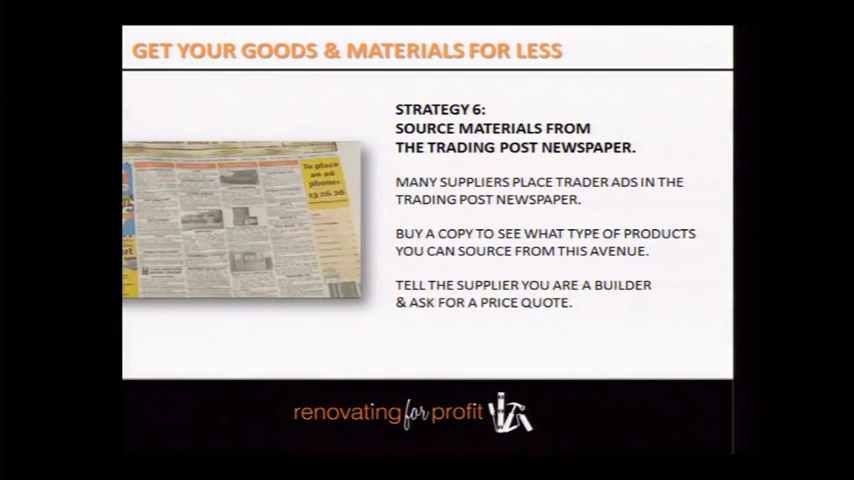 GET YOUR GOODS & MATERIALS FOR LESS
STRATEGY 6:
SOURCE MATERIALS FROM
THE TRADING POST NEWSPAPER.
MANY SUPPLIERS PLACE TRADER ADS IN THE
TRADING POST NEWSPAPER.
BUY A COPY TO SEE WHAT TYPE OF PRODUCTS
YOU CAN SOURCE FROM THIS AVENUE.
TELL THE SUPPLIER YOU ARE A BUILDER
& ASK FOR A PRICE QUOTE.
To place
an ad
phone:
13 26 26
renovating for profit